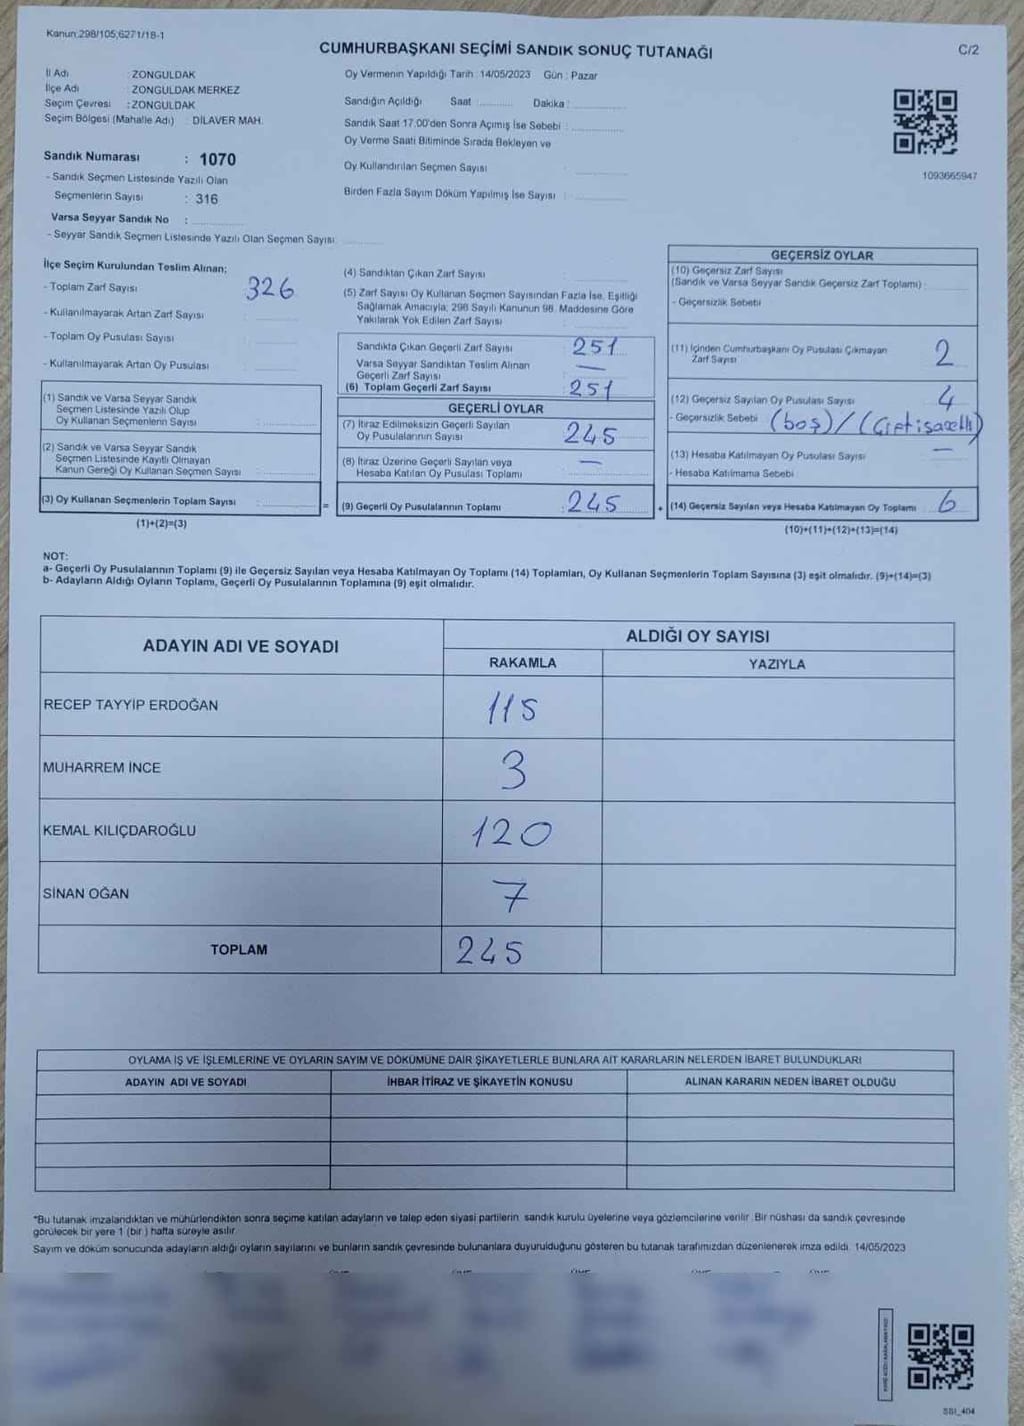 Kanun:298/105;6271/18-1
CUMHURBAŞKANI SEÇİMİ SANDIK SONUÇ TUTANAĞI
C/2
İl Adı : ZONGULDAK
İlçe Adı : ZONGULDAK MERKEZ
Seçim Çevresi : ZONGULDAK
Seçim Bölgesi (Mahalle Adı) : DİLAVER MAH.
Sandık Numarası : 1070
- Sandık Seçmen Listesinde Yazılı Olan
Seçmenlerin Sayısı : 316
Varsa Seyyar Sandık No :
- Seyyar Sandık Seçmen Listesinde Yazılı Olan Seçmen Sayısı:
Oy Vermenin Yapıldığı Tarih : 14/05/2023 Gün : Pazar
Sandığın Açıldığı Saat : Dakika :
Sandık Saat 17.00'den Sonra Açımış İse Sebebi :
Oy Verme Saati Bitiminde Sırada Bekleyen ve
Oy Kullandırılan Seçmen Sayısı :
Birden Fazla Sayım Döküm Yapılmış İse Sayısı :
1093665947
İlçe Seçim Kurulundan Teslim Alınan;
- Toplam Zarf Sayısı : 326
- Kullanılmayarak Artan Zarf Sayısı :
- Toplam Oy Pusulası Sayısı :
- Kullanılmayarak Artan Oy Pusulası :
(1) Sandık ve Varsa Seyyar Sandık
Seçmen Listesinde Yazılı Olup
Oy Kullanan Seçmenlerin Sayısı :
(2) Sandık ve Varsa Seyyar Sandık
Seçmen Listesinde Kayıtlı Olmayan
Kanun Gereği Oy Kullanan Seçmen Sayısı :
(3) Oy Kullanan Seçmenlerin Toplam Sayısı : =
(1)+(2)=(3)
(4) Sandıktan Çıkan Zarf Sayısı :
(5) Zarf Sayısı Oy Kullanan Seçmen Sayısından Fazla İse, Eşitliği
Sağlamak Amacıyla; 298 Sayılı Kanunun 98. Maddesine Göre
Yakılarak Yok Edilen Zarf Sayısı :
Sandıkta Çıkan Geçerli Zarf Sayısı : 251
Varsa Seyyar Sandıktan Teslim Alınan
Geçerli Zarf Sayısı : —
(6) Toplam Geçerli Zarf Sayısı : 251
GEÇERLİ OYLAR
(7) İtiraz Edilmeksizin Geçerli Sayılan
Oy Pusulalarının Sayısı : 245
(8) İtiraz Üzerine Geçerli Sayılan veya
Hesaba Katılan Oy Pusulası Toplamı : —
(9) Geçerli Oy Pusulalarının Toplamı : 245 +
GEÇERSİZ OYLAR
(10) Geçersiz Zarf Sayısı
(Sandık ve Varsa Seyyar Sandık Geçersiz Zarf Toplamı) :
- Geçersizlik Sebebi
(11) İçinden Cumhurbaşkanı Oy Pusulası Çıkmayan
Zarf Sayısı 2
(12) Geçersiz Sayılan Oy Pusulası Sayısı 4
- Geçersizlik Sebebi (boş)/(Çift işaretli)
(13) Hesaba Katılmayan Oy Pusulası Sayısı : —
- Hesaba Katılmama Sebebi
(14) Geçersiz Sayılan veya Hesaba Katılmayan Oy Toplamı : 6
(10)+(11)+(12)+(13)=(14)
NOT:
a- Geçerli Oy Pusulalarının Toplamı (9) ile Geçersiz Sayılan veya Hesaba Katılmayan Oy Toplamı (14) Toplamları, Oy Kullanan Seçmenlerin Toplam Sayısına (3) eşit olmalıdır. (9)+(14)=(3)
b- Adayların Aldığı Oyların Toplamı, Geçerli Oy Pusulalarının Toplamına (9) eşit olmalıdır.
ADAYIN ADI VE SOYADI
ALDIĞI OY SAYISI
RAKAMLA YAZIYLA
RECEP TAYYİP ERDOĞAN 115
MUHARREM İNCE 3
KEMAL KILIÇDAROĞLU 120
SİNAN OĞAN 7
TOPLAM 245
OYLAMA İŞ VE İŞLEMLERİNE VE OYLARIN SAYIM VE DÖKÜMÜNE DAİR ŞİKAYETLERLE BUNLARA AİT KARARLARIN NELERDEN İBARET BULUNDUKLARI
ADAYIN ADI VE SOYADI İHBAR İTİRAZ VE ŞİKAYETİN KONUSU ALINAN KARARIN NEDEN İBARET OLDUĞU
*Bu tutanak imzalandıktan ve mühürlendikten sonra seçime katılan adayların ve talep eden siyasi partilerin sandık kurulu üyelerine veya gözlemcilerine verilir. Bir nüshası da sandık çevresinde
görülecek bir yere 1 (bir ) hafta süreyle asılır.
Sayım ve döküm sonucunda adayların aldığı oyların sayılarını ve bunların sandık çevresinde bulunanlara duyurulduğunu gösteren bu tutanak tarafımızdan düzenlenerek imza edildi. 14/05/2023
SSI_404